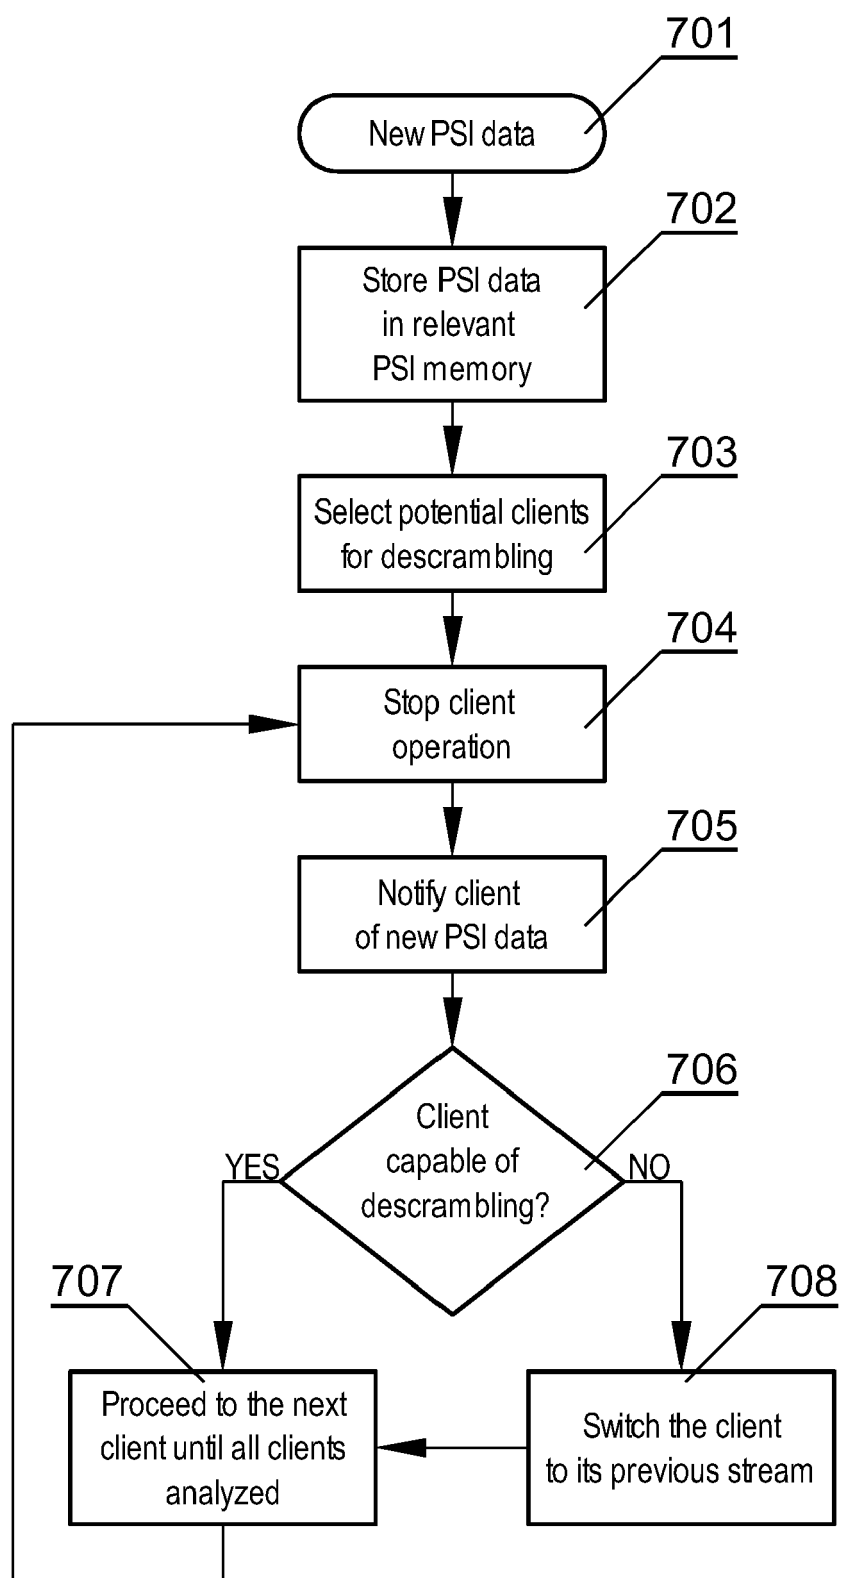 701
New PSI data
702
Store PSI data
in relevant
PSI memory
703
Select potential clients
for descrambling
704
Stop client
operation
705
Notify client
of new PSI data
706
Client
capable of
descrambling?
YES
NO
707
708
Proceed to the next
client until all clients
analyzed
Switch the client
to its previous stream